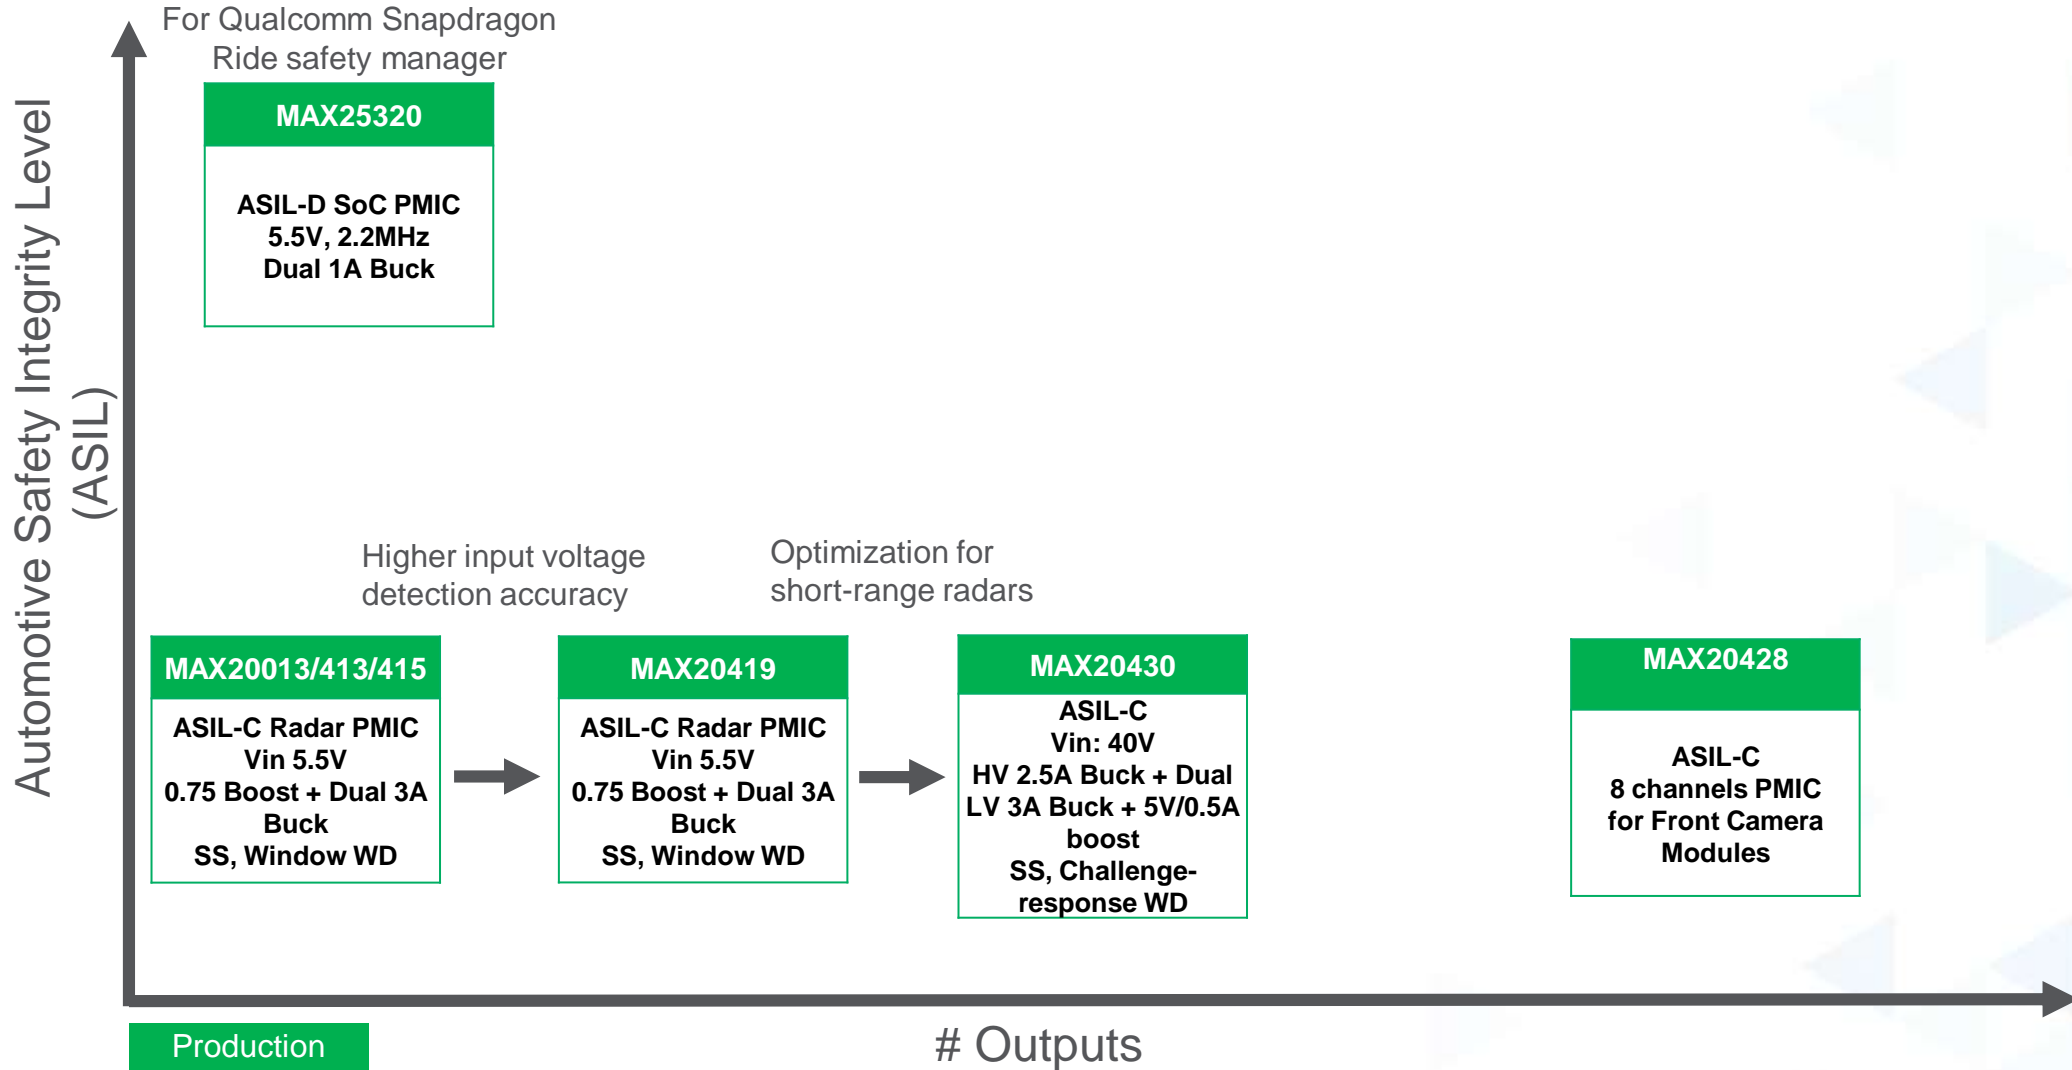 For Qualcomm Snapdragon
Ride safety manager
MAX25320
ASIL-D SoC PMIC
5.5V, 2.2MHz
Dual 1A Buck
Automotive Safety Integrity Level
(ASIL)
Higher input voltage
detection accuracy
Optimization for
short-range radars
MAX20013/413/415
ASIL-C Radar PMIC
Vin 5.5V
0.75 Boost + Dual 3A
Buck
SS, Window WD
MAX20419
ASIL-C Radar PMIC
Vin 5.5V
0.75 Boost + Dual 3A
Buck
SS, Window WD
MAX20430
ASIL-C
Vin: 40V
HV 2.5A Buck + Dual
LV 3A Buck + 5V/0.5A
boost
SS, Challenge-
response WD
MAX20428
ASIL-C
8 channels PMIC
for Front Camera
Modules
Production
# Outputs